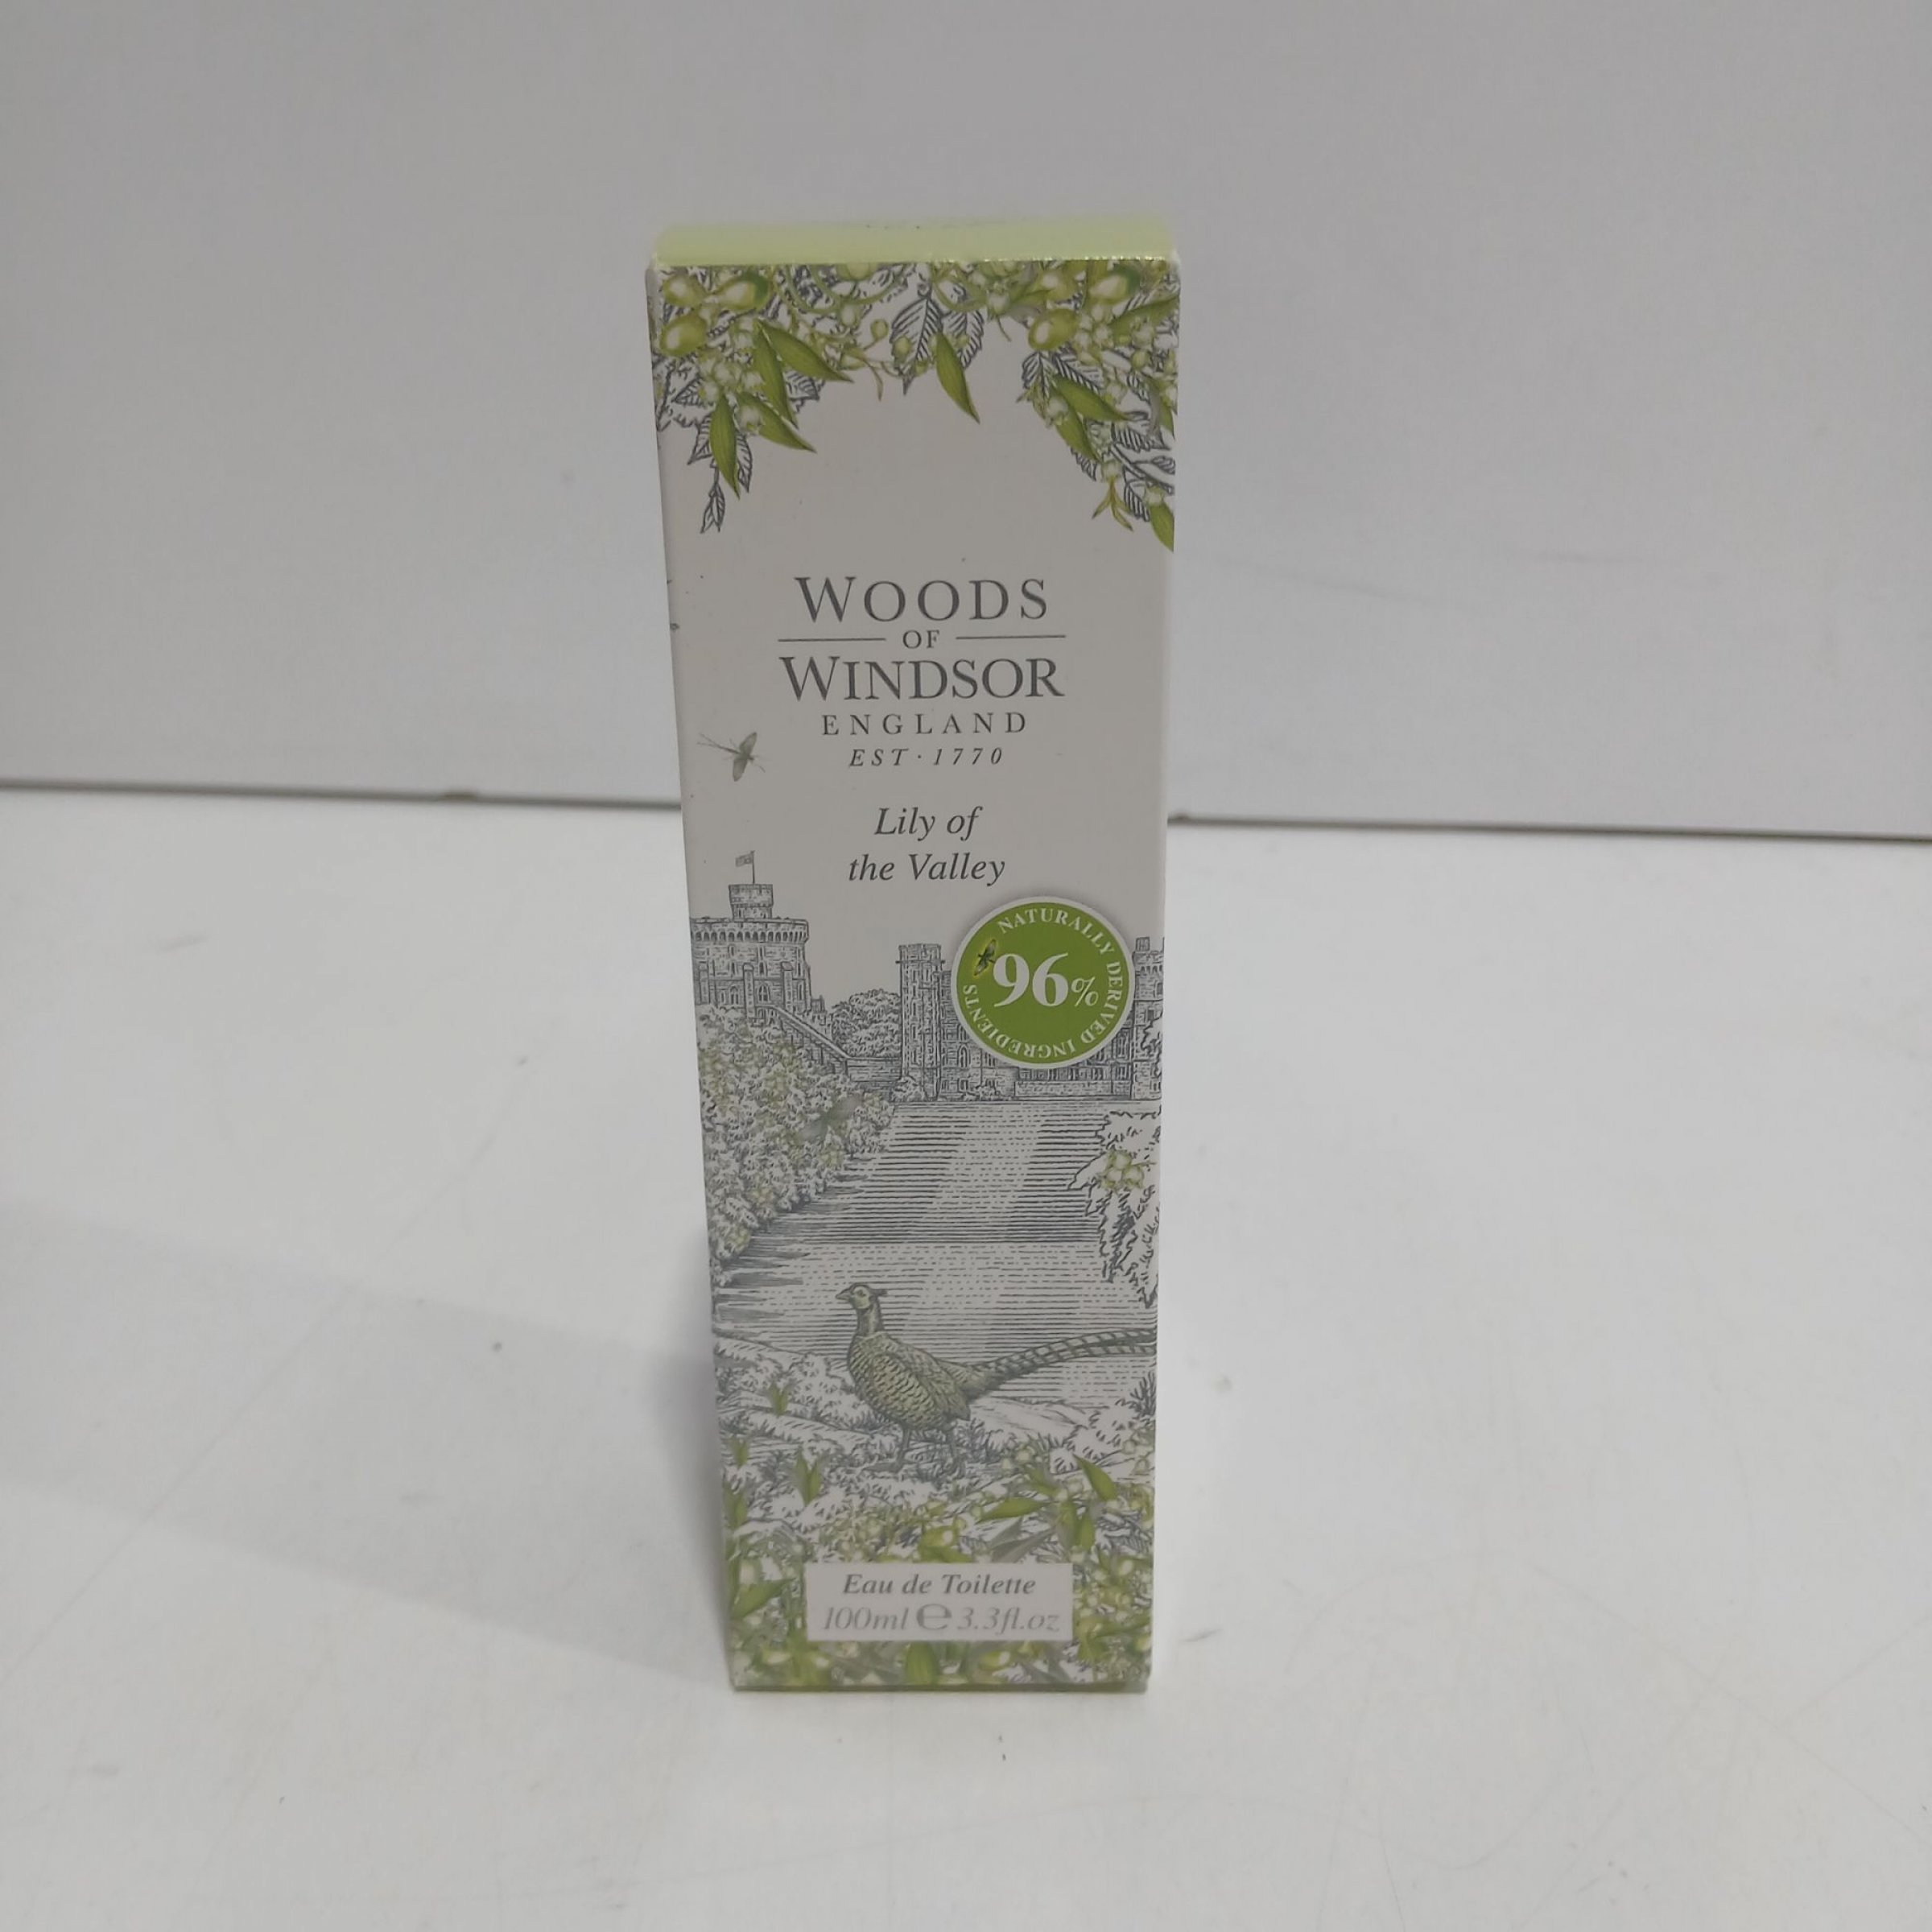 WOODS
OF
WINDSOR
ENGLAND
EST·1770
Lily of
the Valley
NATURALLY DERIVED INGREDIENTS
96%
Eau de Toilette
100ml ℮ 3.3fl.oz